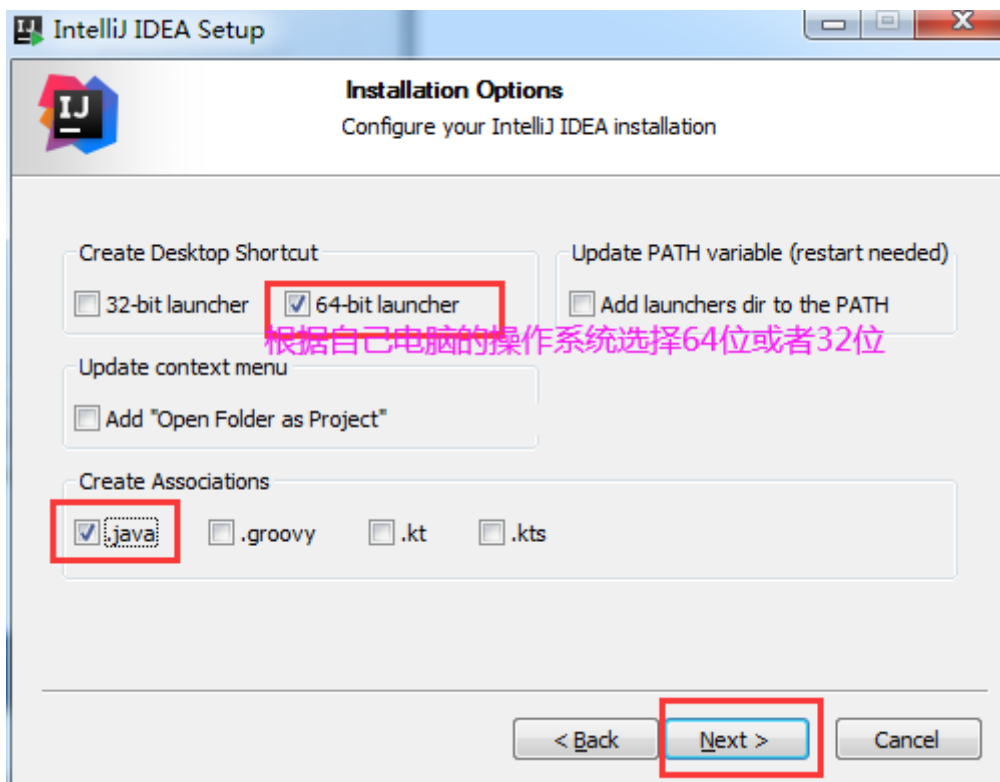 IntelliJ IDEA Setup
IJ
Installation Options
Configure your IntelliJ IDEA installation
Create Desktop Shortcut
Update PATH variable (restart needed)
32-bit launcher
64-bit launcher
Add launchers dir to the PATH
根据自己电脑的操作系统选择64位或者32位
Update context menu
Add "Open Folder as Project"
Create Associations
.java
.groovy
.kt
.kts
< Back
Next >
Cancel